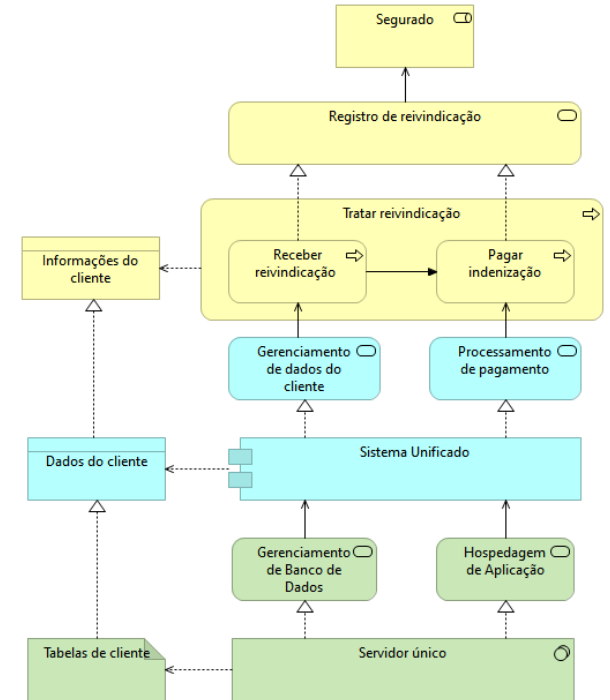 Segurado
Registro de reivindicação
Tratar reivindicação
Receber
reivindicação
Pagar
indenização
Informações do
cliente
Gerenciamento
de dados do
cliente
Processamento
de pagamento
Dados do cliente
Sistema Unificado
Gerenciamento
de Banco de
Dados
Hospedagem
de Aplicação
Tabelas de cliente
Servidor único